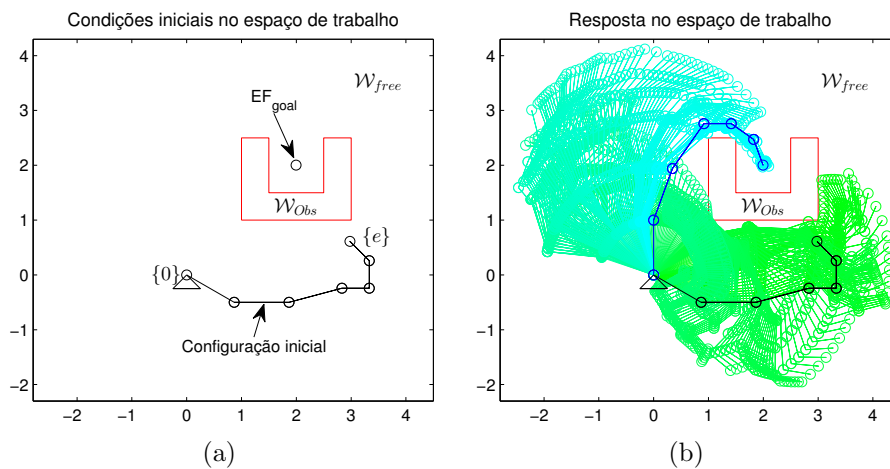 Condições iniciais no espaço de trabalho
4
3
2
1
0
−1
−2
−2 −1 0 1 2 3 4
W_free
EF_goal
W_Obs
{e}
{0}
Configuração inicial
(a)
Resposta no espaço de trabalho
4
3
2
1
0
−1
−2
−2 −1 0 1 2 3 4
W_free
W_Obs
{e}
{0}
(b)